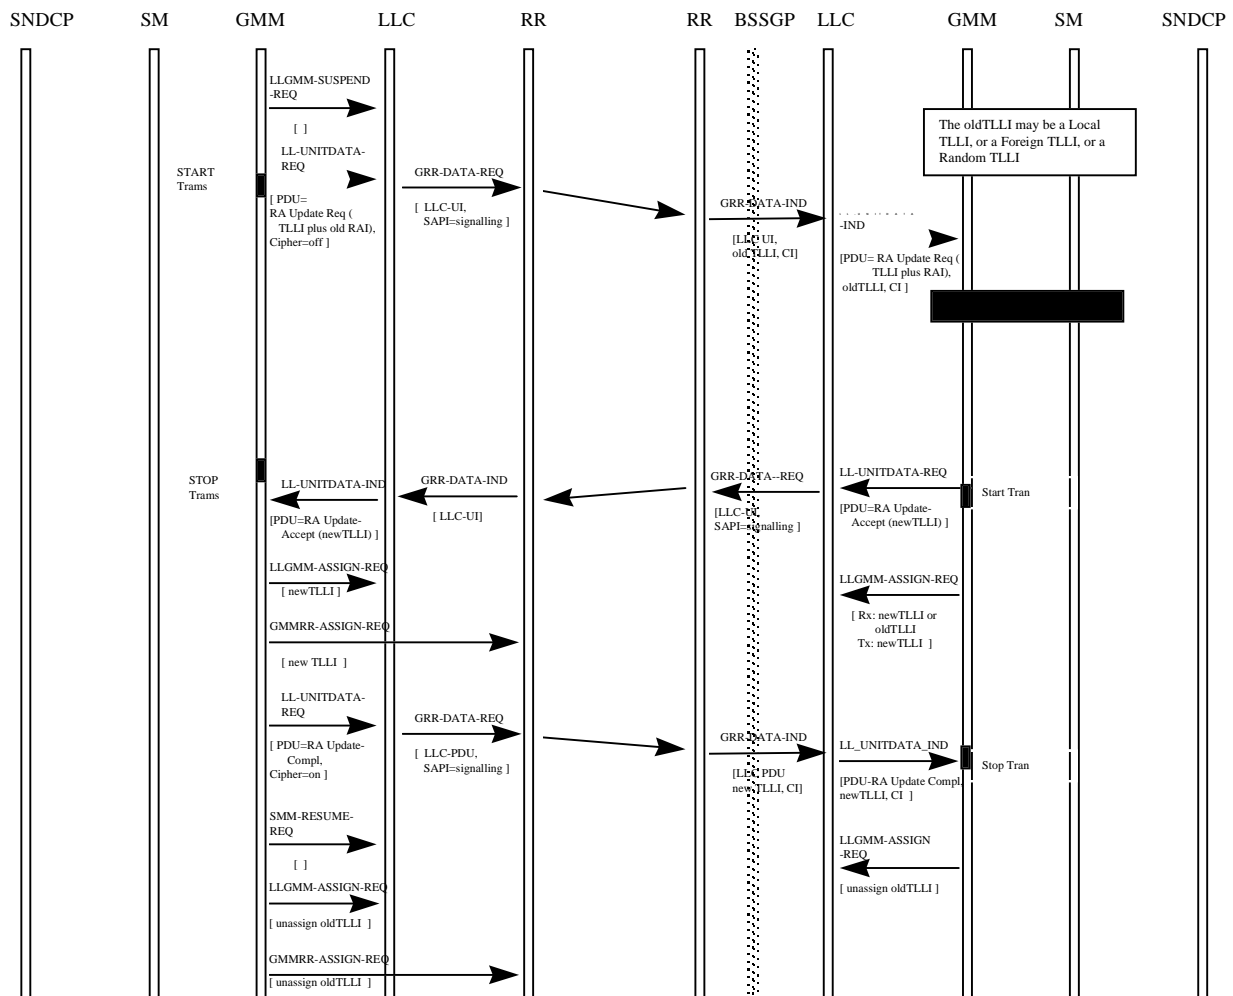 SNDCP SM GMM LLC RR RR BSSGP LLC GMM SM SNDCP
LLGMM-SUSPEND
-REQ
[ ]
LL-UNITDATA-
REQ
START
Trams
[ PDU=
RA Update Req (
TLLI plus old RAI),
Cipher=off ]
GRR-DATA-REQ
[ LLC-UI,
SAPI=signalling ]
GRR-DATA-IND
[LLC-UI,
old TLLI, CI]
-IND
[PDU= RA Update Req (
TLLI plus RAI),
oldTLLI, CI ]
The oldTLLI may be a Local
TLLI, or a Foreign TLLI, or a
Random TLLI
LL-UNITDATA-REQ
Start Tran
[PDU=RA Update-
Accept (newTLLI) ]
GRR-DATA--REQ
[LLC-UI,
SAPI=signalling ]
GRR-DATA-IND
[ LLC-UI]
STOP
Trams
LL-UNITDATA-IND
[PDU=RA Update-
Accept (newTLLI) ]
LLGMM-ASSIGN-REQ
[ newTLLI ]
LLGMM-ASSIGN-REQ
[ Rx: newTLLI or
oldTLLI
Tx: newTLLI ]
GMMRR-ASSIGN-REQ
[ new TLLI ]
LL-UNITDATA-
REQ
[ PDU=RA Update-
Compl,
Cipher=on ]
GRR-DATA-REQ
[ LLC-PDU,
SAPI=signalling ]
GRR-DATA-IND
[LLC PDU
new TLLI, CI]
LL_UNITDATA_IND
Stop Tran
[PDU-RA Update Compl,
newTLLI, CI ]
SMM-RESUME-
REQ
[ ]
LLGMM-ASSIGN
-REQ
[ unassign oldTLLI ]
LLGMM-ASSIGN-REQ
[ unassign oldTLLI ]
GMMRR-ASSIGN-REQ
[ unassign oldTLLI ]